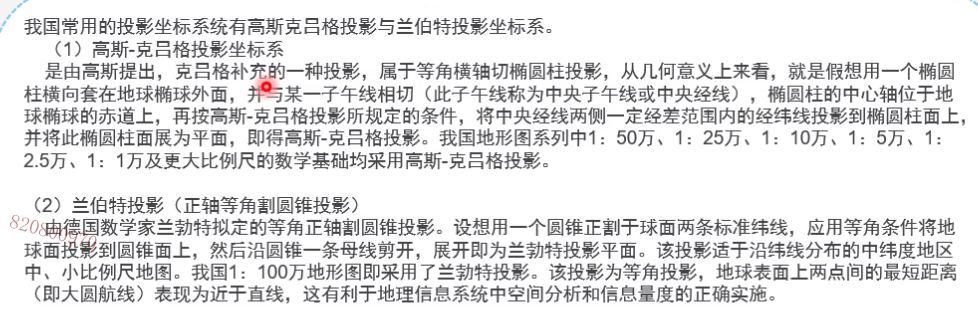 我国常用的投影坐标系统有高斯克吕格投影与兰伯特投影坐标系。
（1）高斯-克吕格投影坐标系
是由高斯提出，克吕格补充的一种投影，属于等角横轴切椭圆柱投影，从几何意义上来看，就是假想用一个椭圆
柱横向套在地球椭球外面，并与某一子午线相切（此子午线称为中央子午线或中央经线），椭圆柱的中心轴位于地
球椭球的赤道上，再按高斯-克吕格投影所规定的条件，将中央经线两侧一定经差范围内的经纬线投影到椭圆柱面上，
并将此椭圆柱面展为平面，即得高斯-克吕格投影。我国地形图系列中1：50万、1：25万、1：10万、1：5万、1：
2.5万、1：1万及更大比例尺的数学基础均采用高斯-克吕格投影。
（2）兰伯特投影（正轴等角割圆锥投影）
由德国数学家兰勃特拟定的等角正轴割圆锥投影。设想用一个圆锥正割于球面两条标准纬线，应用等角条件将地
球面投影到圆锥面上，然后沿圆锥一条母线剪开，展开即为兰勃特投影平面。该投影适于沿纬线分布的中纬度地区
中、小比例尺地图。我国1：100万地形图即采用了兰勃特投影。该投影为等角投影，地球表面上两点间的最短距离
（即大圆航线）表现为近于直线，这有利于地理信息系统中空间分析和信息量度的正确实施。